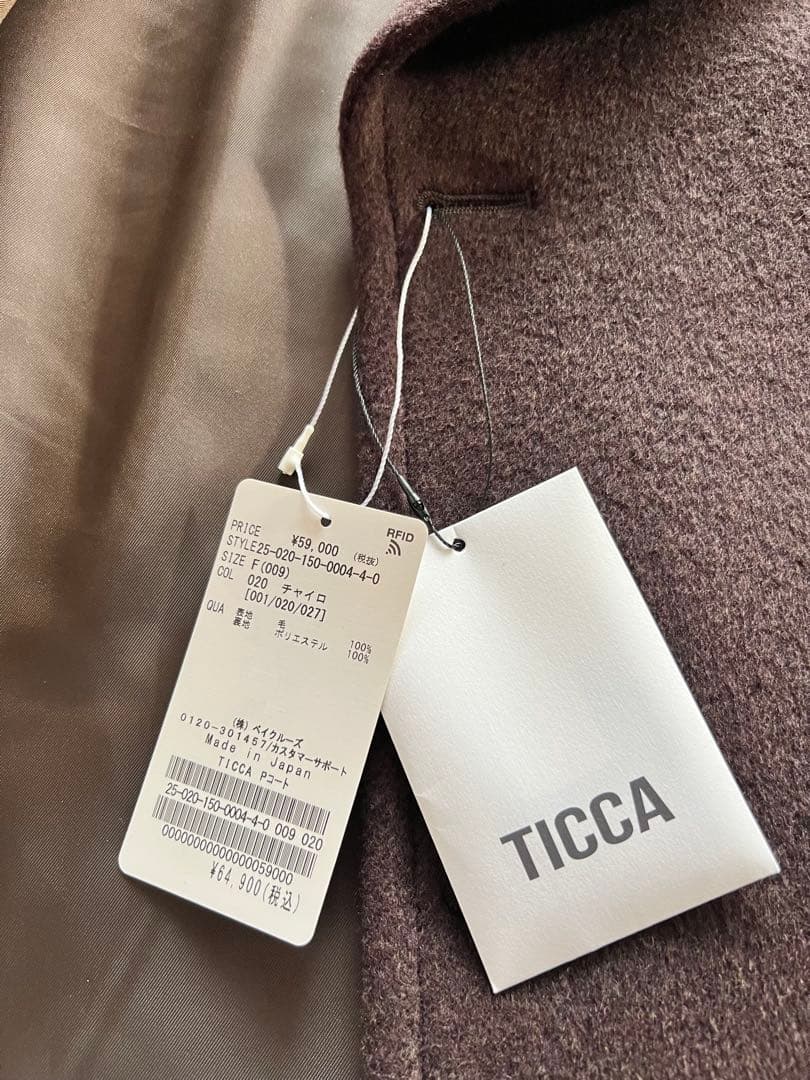 PRICE ¥59,000 (税抜)
RFID
STYLE25-020-150-0004-4-0
SIZE F(009)
COL 020 チャイロ
[001/020/027]
QUA 表地 毛 100%
裏地 ポリエステル 100%
(株)ベイクルーズ
0120-301457/カスタマーサポート
Made in Japan
TICCA Pコート
25-020-150-0004-4-0 009 020
0000000000000059000
¥64,900(税込)
TICCA